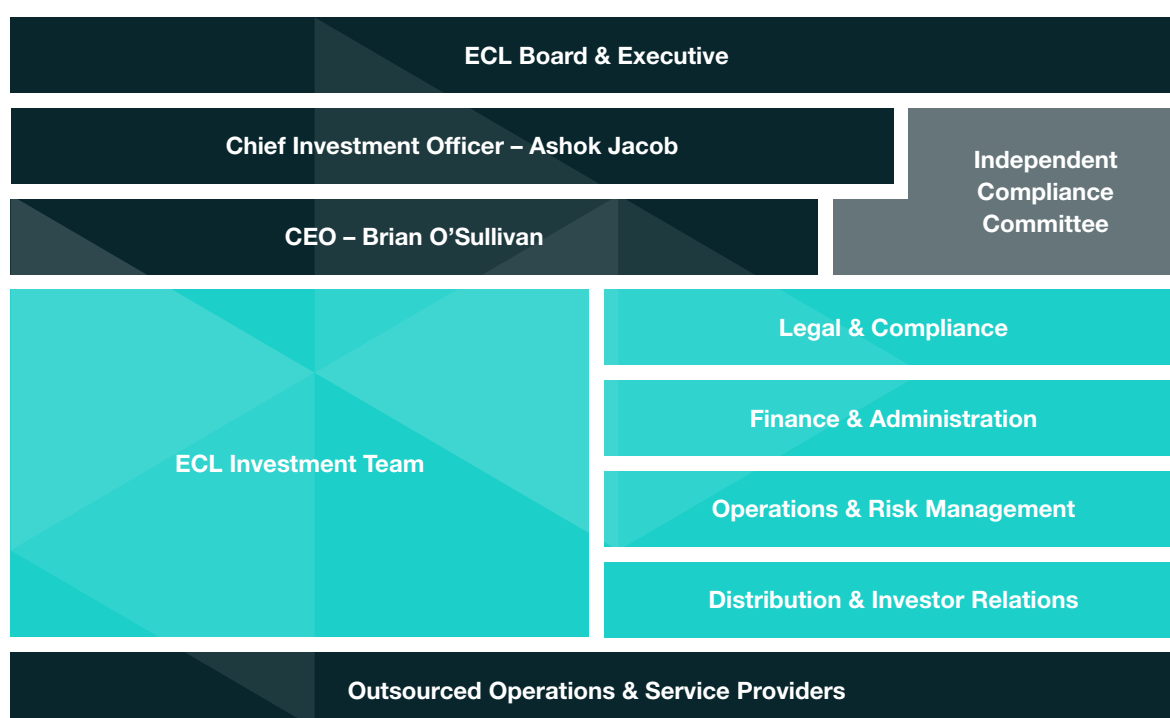 ECL Board & Executive
Chief Investment Officer – Ashok Jacob
Independent
Compliance
Committee
CEO – Brian O'Sullivan
Legal & Compliance
Finance & Administration
ECL Investment Team
Operations & Risk Management
Distribution & Investor Relations
Outsourced Operations & Service Providers